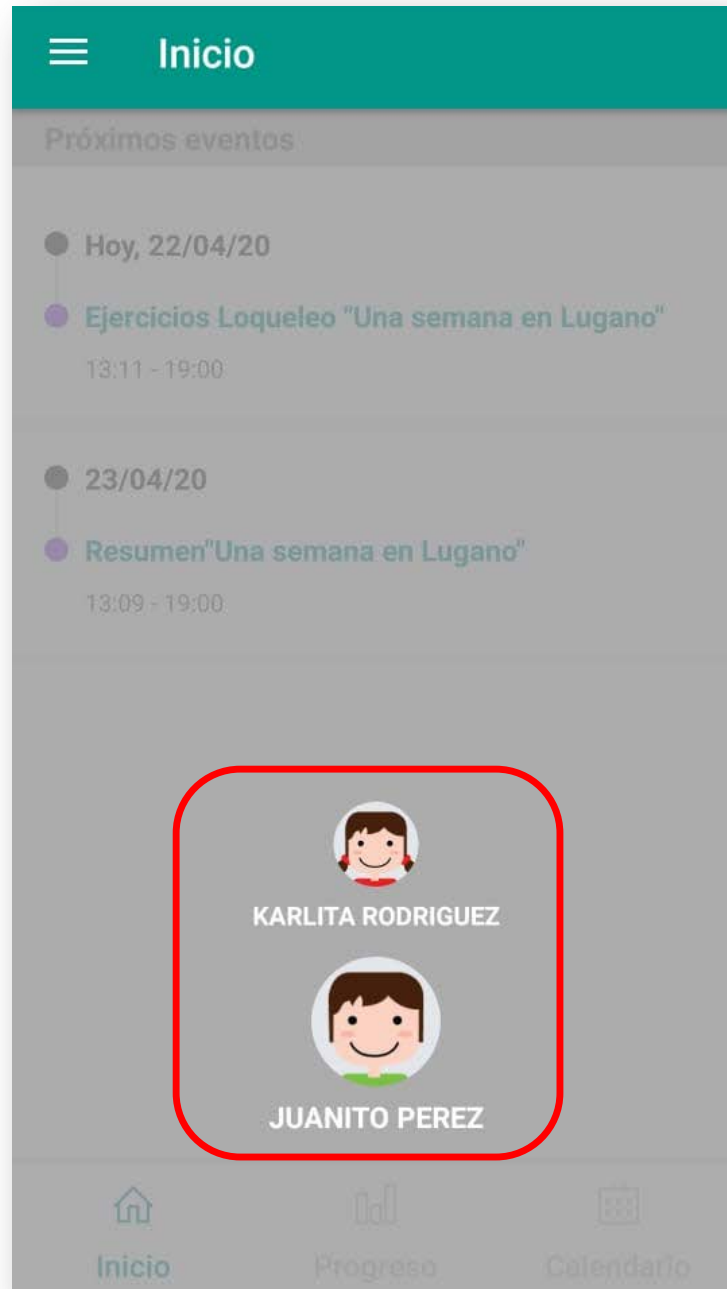 Inicio
Próximos eventos
Hoy, 22/04/20
Ejercicios Loqueleo "Una semana en Lugano"
13:11 - 19:00
23/04/20
Resumen"Una semana en Lugano"
13:09 - 19:00
KARLITA RODRIGUEZ
JUANITO PEREZ
Inicio Progreso Calendario